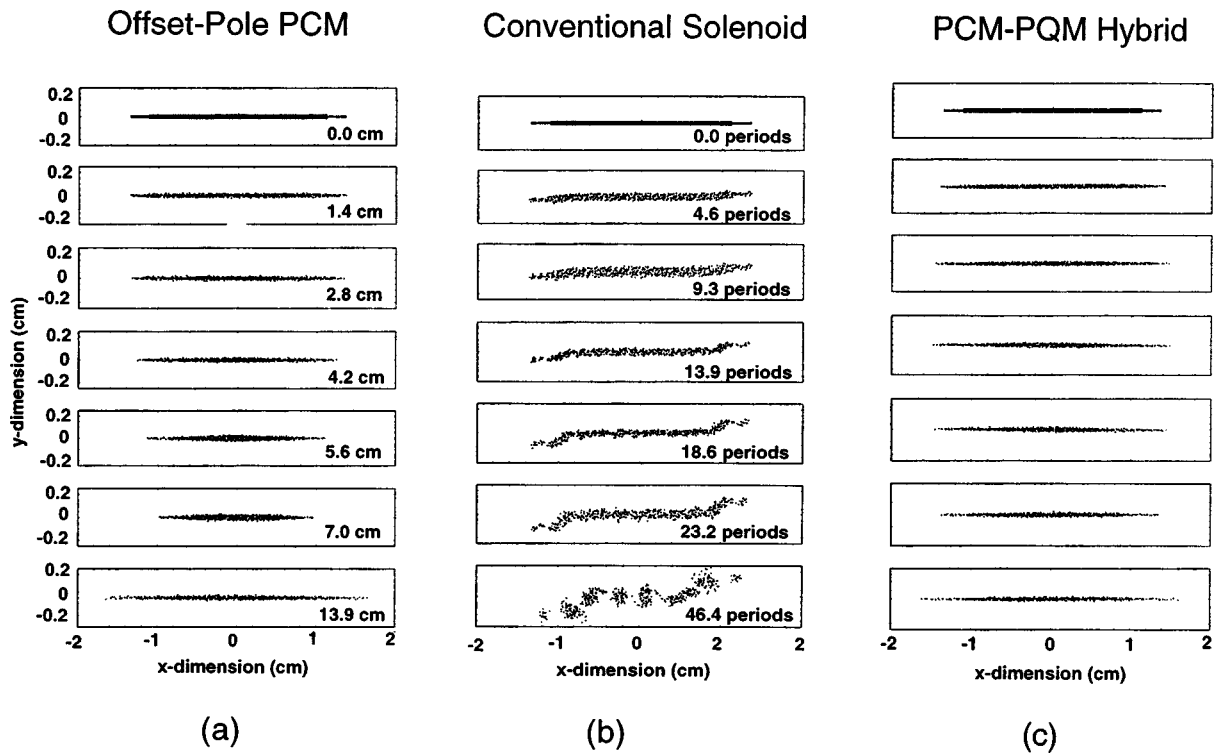 Offset-Pole PCM
Conventional Solenoid
PCM-PQM Hybrid
y-dimension (cm)
0.2
0
-0.2
0.0 cm
0.2
0
-0.2
1.4 cm
0.2
0
-0.2
2.8 cm
0.2
0
-0.2
4.2 cm
0.2
0
-0.2
5.6 cm
0.2
0
-0.2
7.0 cm
0.2
0
-0.2
13.9 cm
-2 -1 0 1 2
x-dimension (cm)
(a)
0.0 periods
4.6 periods
9.3 periods
13.9 periods
18.6 periods
23.2 periods
46.4 periods
-2 -1 0 1 2
x-dimension (cm)
(b)
-2 -1 0 1 2
x-dimension (cm)
(c)